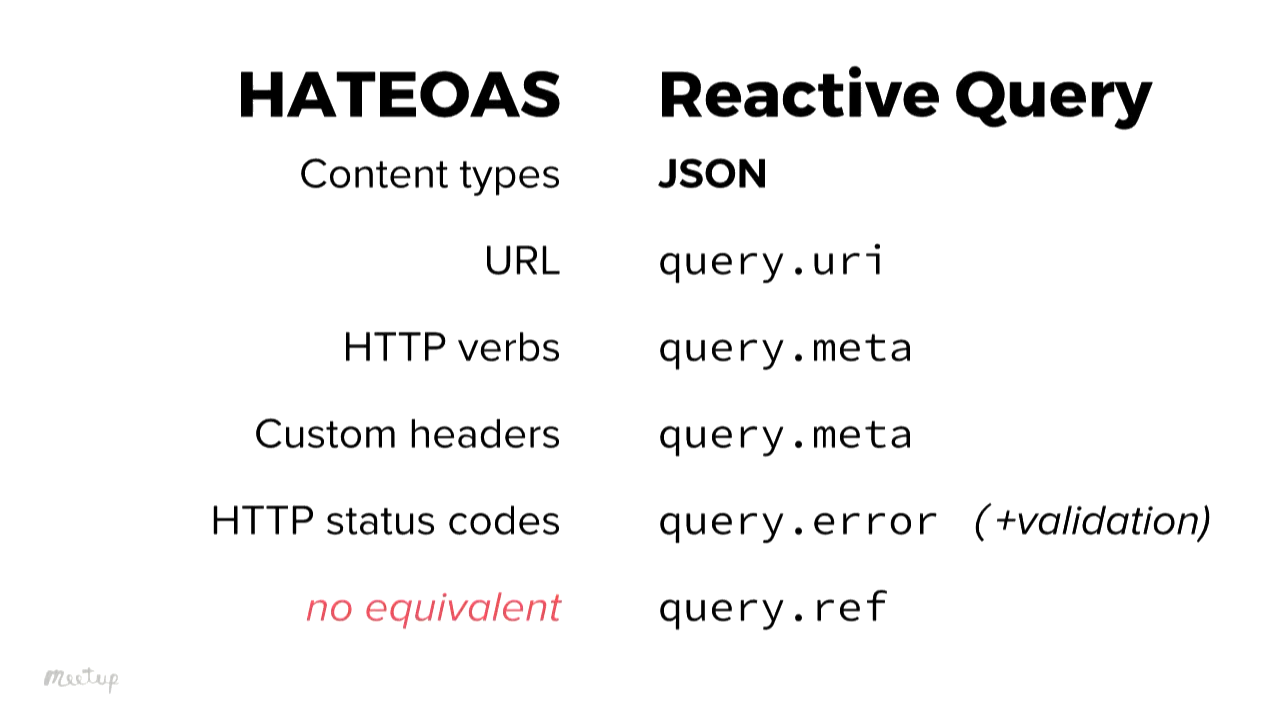 HATEOAS Reactive Query
Content types JSON
URL query.uri
HTTP verbs query.meta
Custom headers query.meta
HTTP status codes query.error (+validation)
no equivalent query.ref
meetup